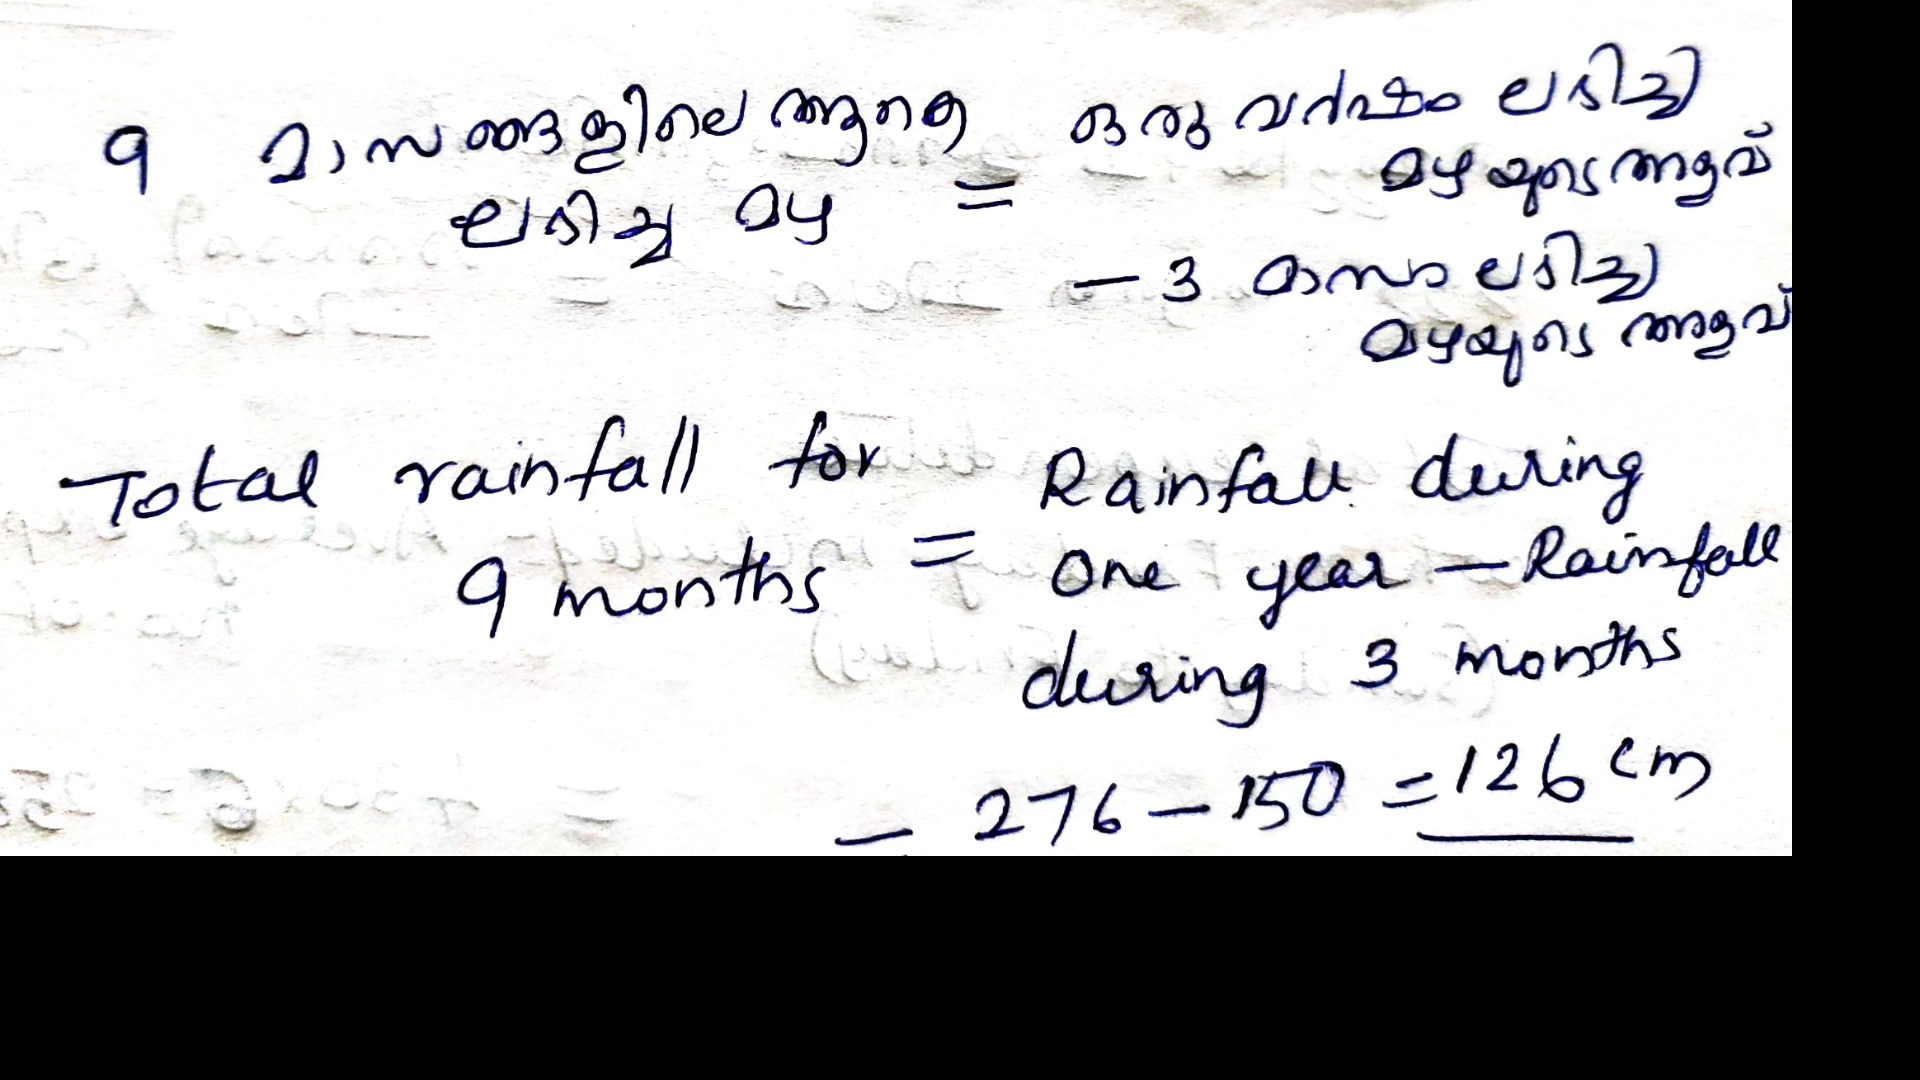 9 മാസങ്ങളിലെ ആകെ = ഒരു വർഷം ലഭിച്ച
ലഭിച്ച മഴ മഴയുടെ അളവ്
- 3 മാസം ലഭിച്ച
മഴയുടെ അളവ്
Total rainfall for = Rainfall during
9 months One year - Rainfall
during 3 months
= 276 - 150 = 126 cm